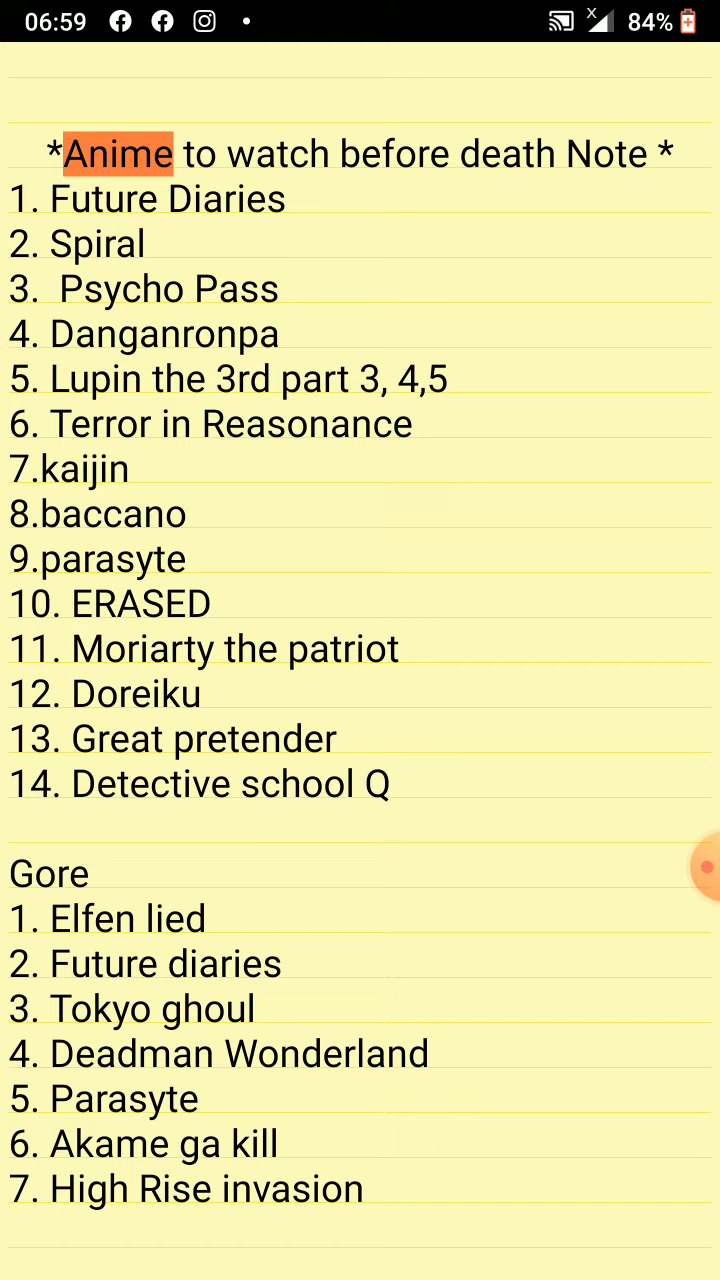 06:59 84%
*Anime to watch before death Note *
1. Future Diaries
2. Spiral
3.  Psycho Pass
4. Danganronpa
5. Lupin the 3rd part 3, 4,5
6. Terror in Reasonance
7.kaijin
8.baccano
9.parasyte
10. ERASED
11. Moriarty the patriot
12. Doreiku
13. Great pretender
14. Detective school Q
Gore
1. Elfen lied
2. Future diaries
3. Tokyo ghoul
4. Deadman Wonderland
5. Parasyte
6. Akame ga kill
7. High Rise invasion